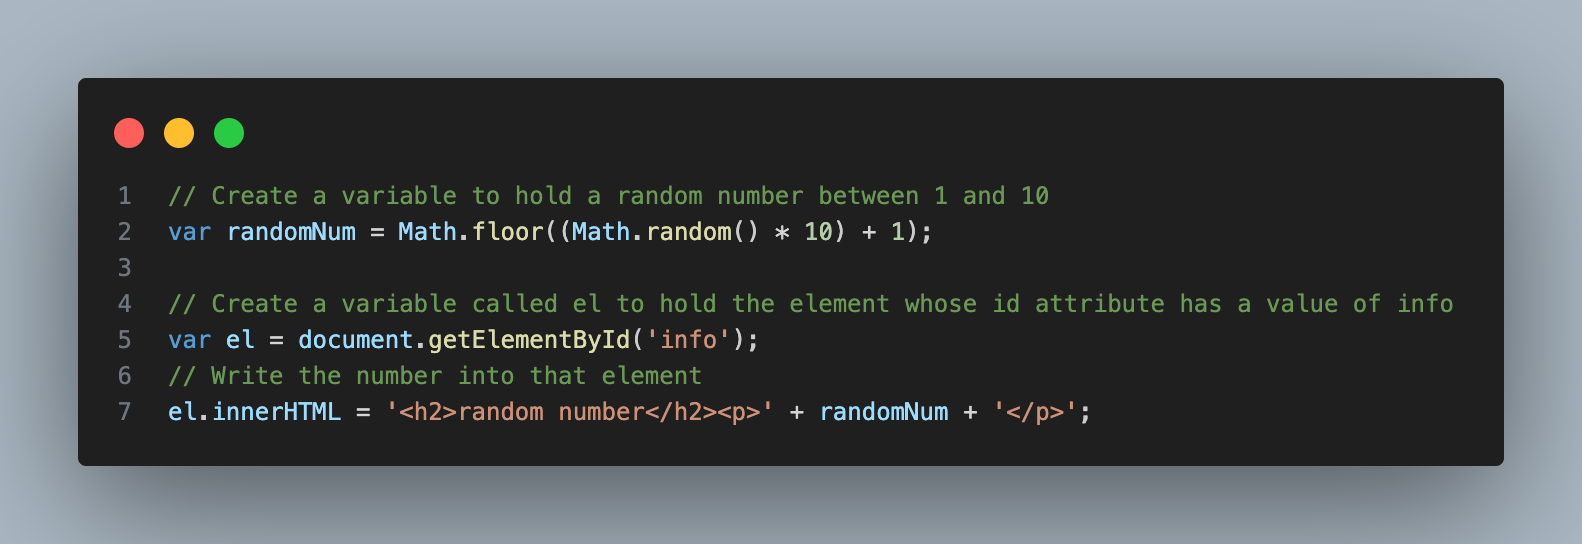 1 // Create a variable to hold a random number between 1 and 10
2 var randomNum = Math.floor((Math.random() * 10) + 1);
3
4 // Create a variable called el to hold the element whose id attribute has a value of info
5 var el = document.getElementById('info');
6 // Write the number into that element
7 el.innerHTML = '<h2>random number</h2><p>' + randomNum + '</p>';